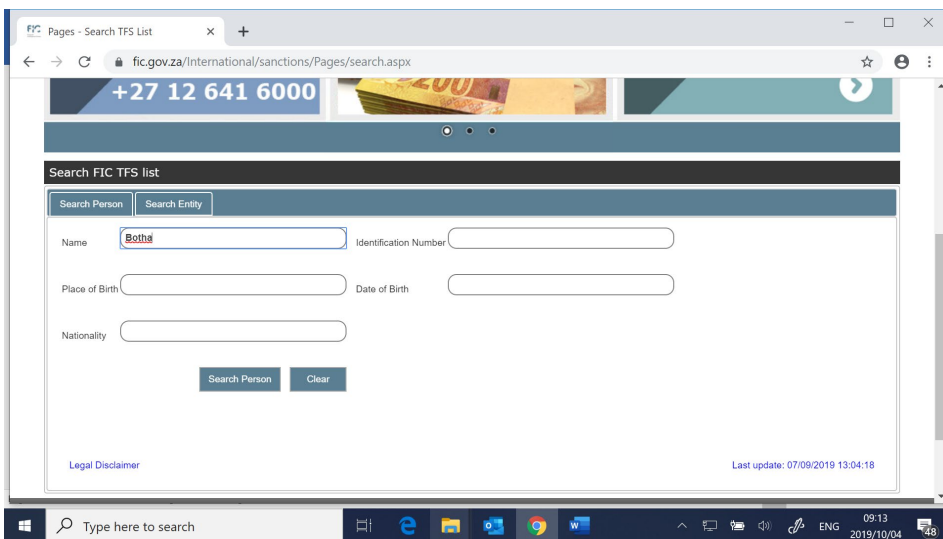 FIC Pages - Search TFS List
fic.gov.za/International/sanctions/Pages/search.aspx
+27 12 641 6000
200
Search FIC TFS list
Search Person Search Entity
Name Botha Identification Number
Place of Birth Date of Birth
Nationality
Search Person Clear
Legal Disclaimer Last update: 07/09/2019 13:04:18
Type here to search ENG 09:13
2019/10/04 48